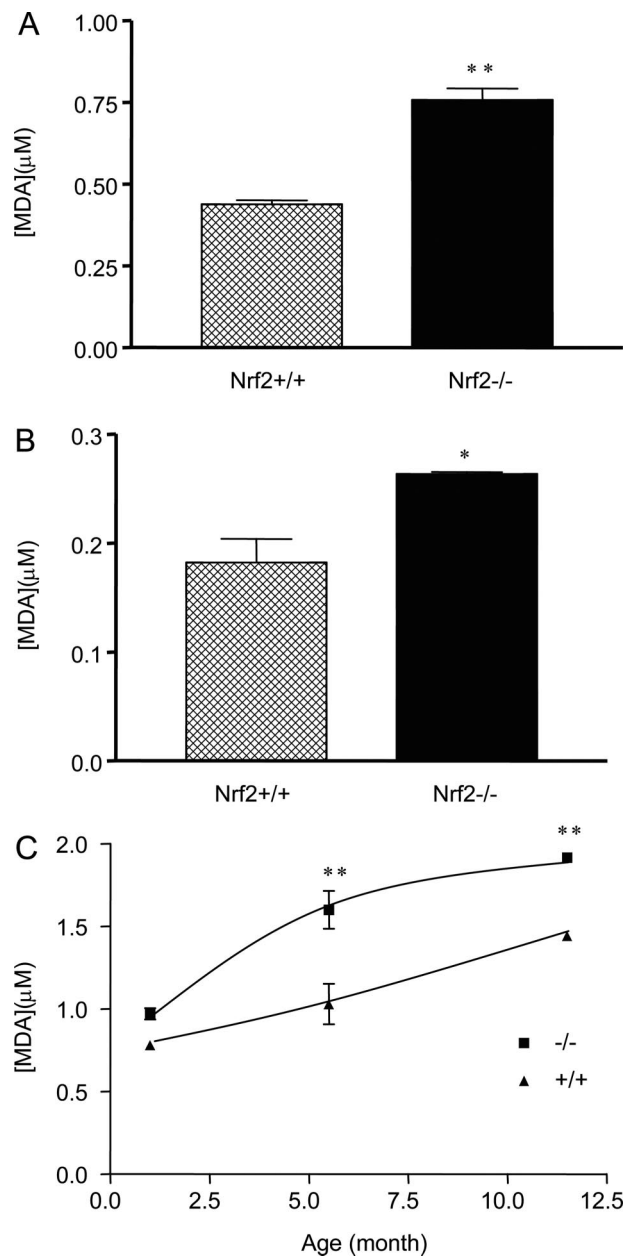 A
1.00
0.75
0.50
0.25
0.00
[MDA](μM)
**
Nrf2+/+ Nrf2-/-
B
0.3
0.2
0.1
0.0
[MDA](μM)
*
Nrf2+/+ Nrf2-/-
C
2.0
1.5
1.0
0.5
0.0
[MDA](μM)
** **
-/-
+/+
0.0 2.5 5.0 7.5 10.0 12.5
Age (month)